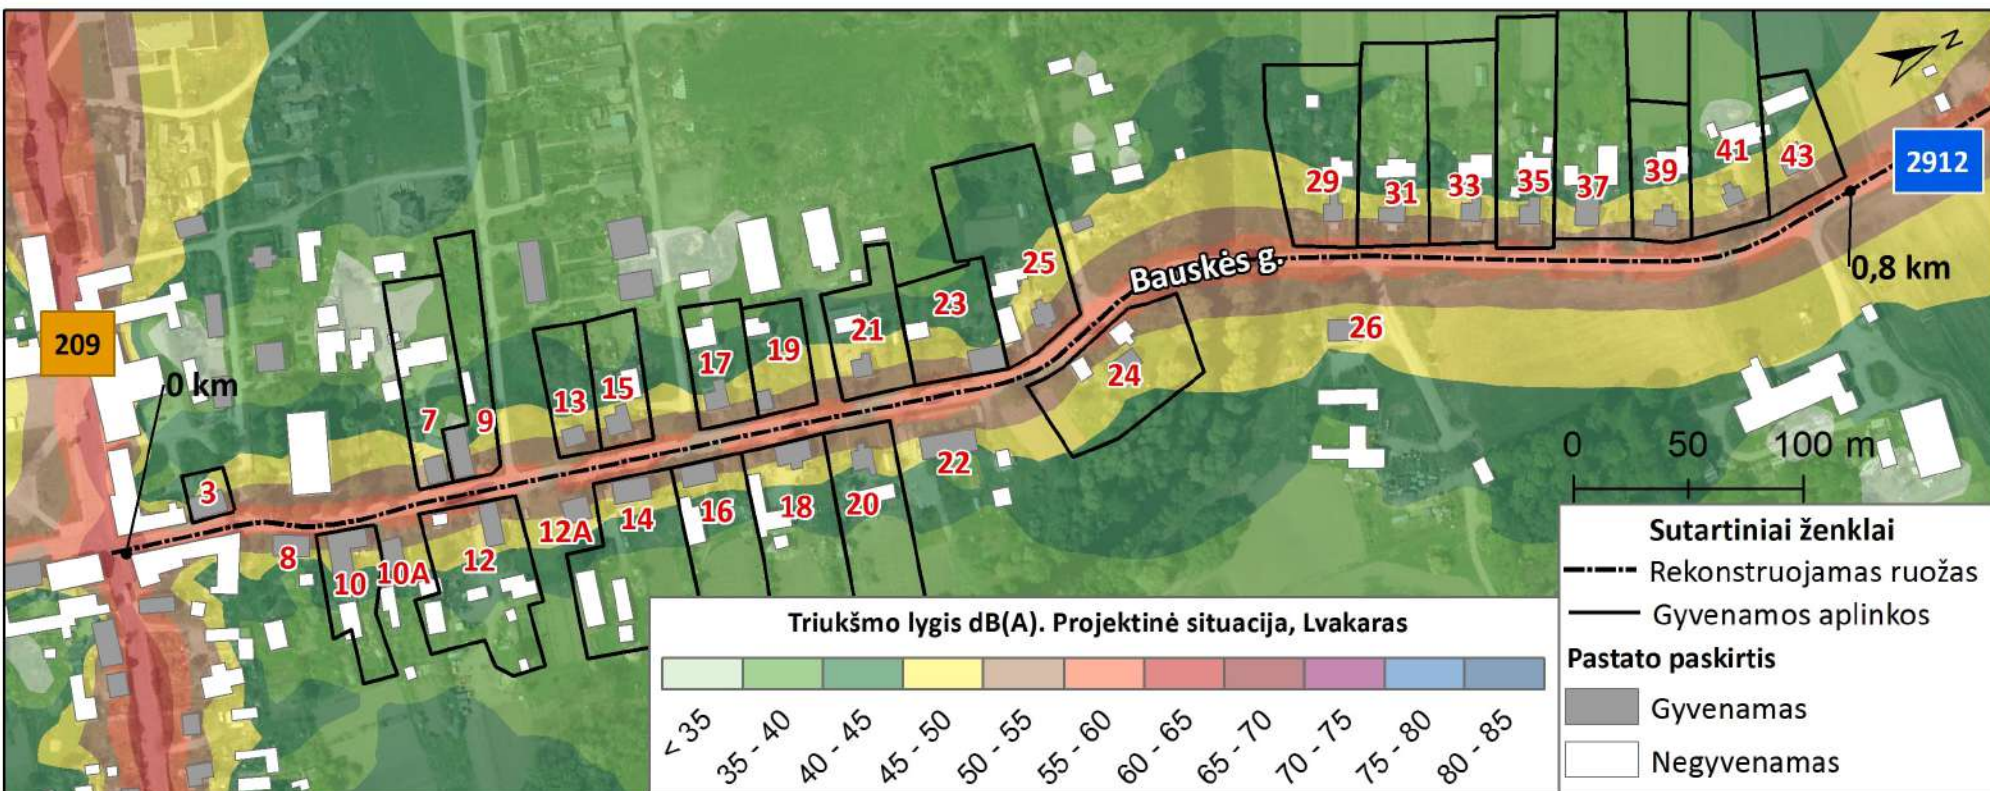 N
29
31
33
35
37
39
41
43
2912
Bauskės g.
0,8 km
25
23
21
26
209
0 km
7
9
13
15
17
19
24
3
22
8
10
10A
12
12A
14
16
18
20
0 50 100 m
Triukšmo lygis dB(A). Projektinė situacija, Lvakaras
< 35
35 - 40
40 - 45
45 - 50
50 - 55
55 - 60
60 - 65
65 - 70
70 - 75
75 - 80
80 - 85
Sutartiniai ženklai
Rekonstruojamas ruožas
Gyvenamos aplinkos
Pastato paskirtis
Gyvenamas
Negyvenamas